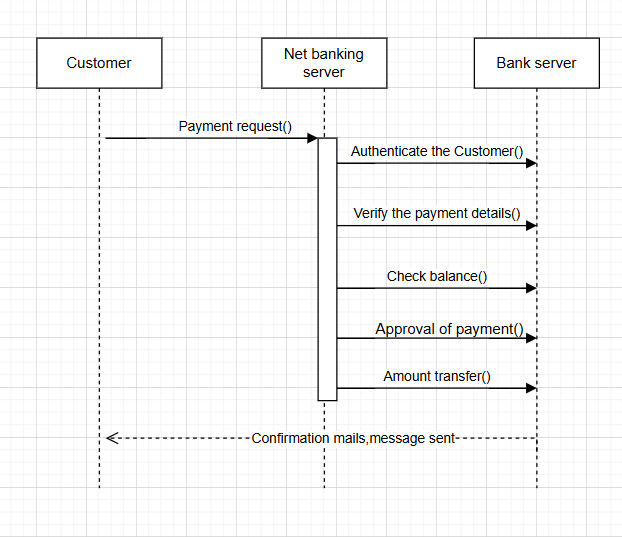 Customer
Net banking
server
Bank server
Payment request()
Authenticate the Customer()
Verify the payment details()
Check balance()
Approval of payment()
Amount transfer()
Confirmation mails,message sent